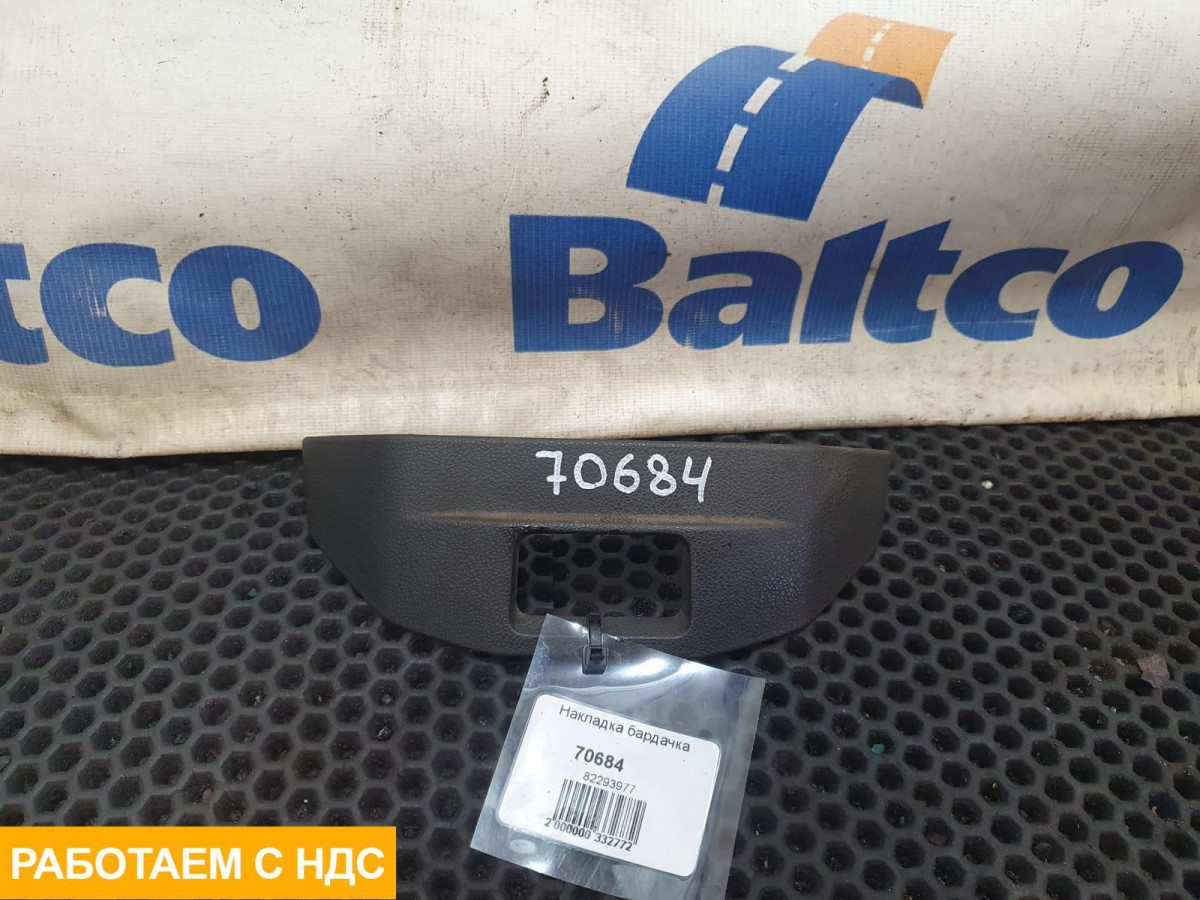 tco
Baltco
70684
Накладка бардачка
70684
82293977
2 000000 332772
РАБОТАЕМ С НДС